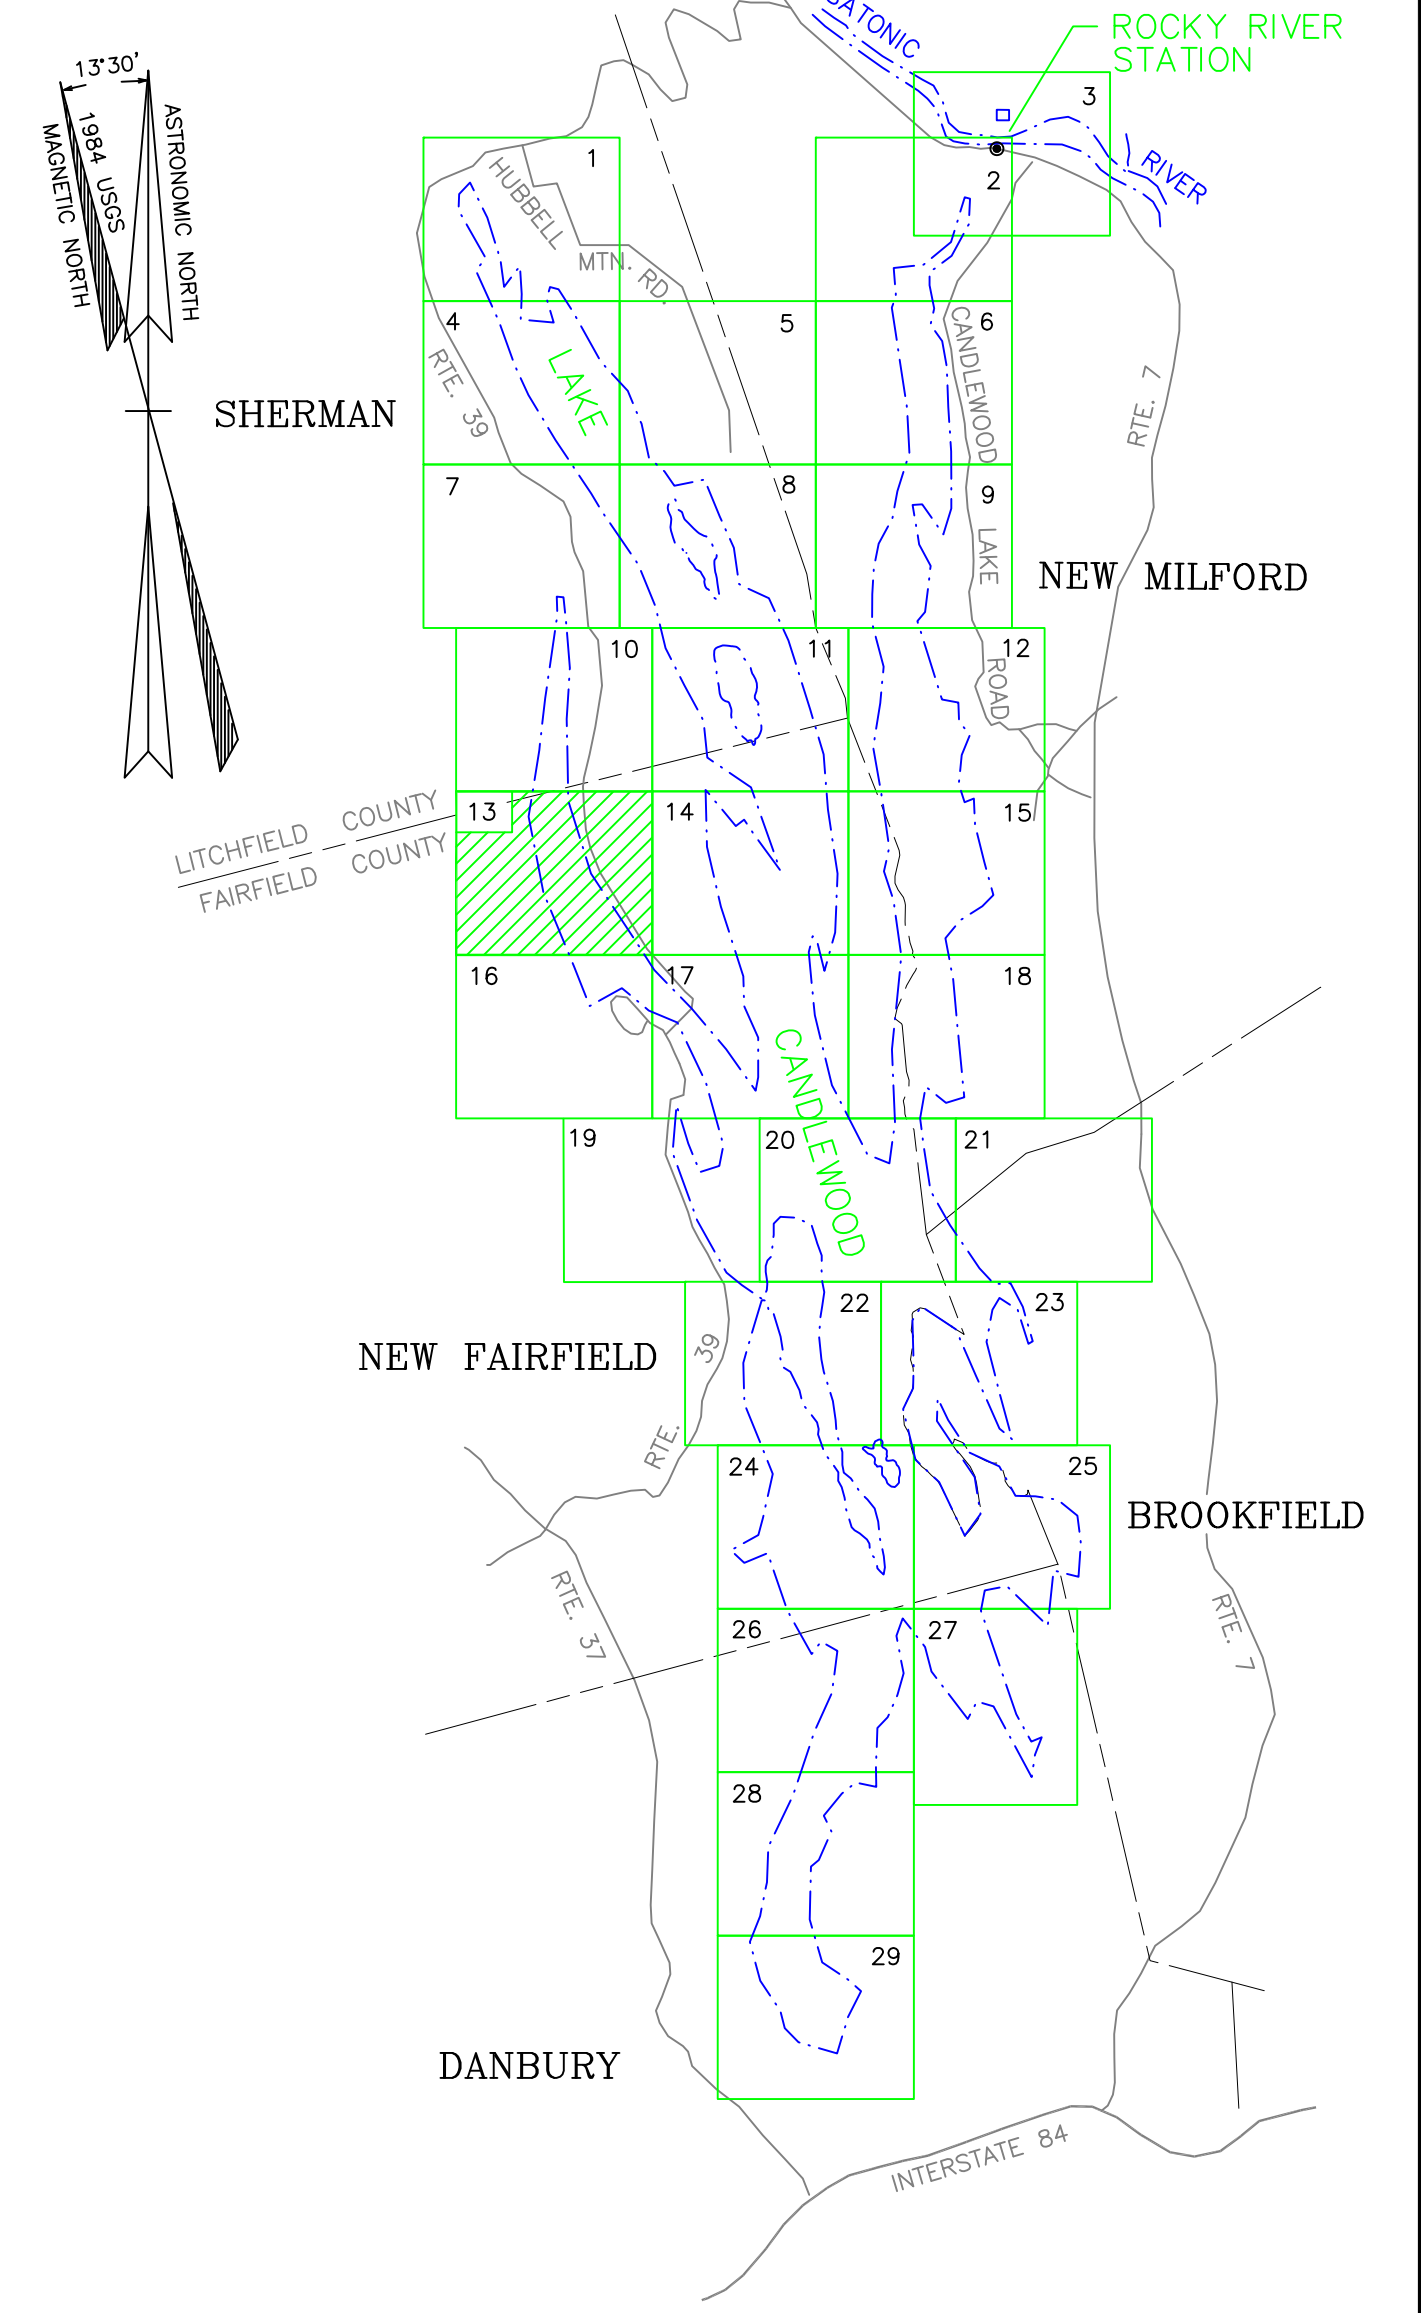 ROCKY RIVER
STATION
13°30'
1984 USGS
MAGNETIC NORTH
ASTRONOMIC NORTH
RIVER
3
1
2
HUBBELL
MTN. RD.
4
5
6
LAKE
RTE. 39
SHERMAN
CANDLEWOOD
LAKE
ROAD
RTE. 7
7
8
9
NEW MILFORD
10
11
12
LITCHFIELD COUNTY
FAIRFIELD COUNTY
13
14
15
16
17
18
CANDLEWOOD
19
20
21
22
23
NEW FAIRFIELD
RTE. 39
24
25
BROOKFIELD
RTE. 37
RTE. 7
26
27
28
29
DANBURY
INTERSTATE 84